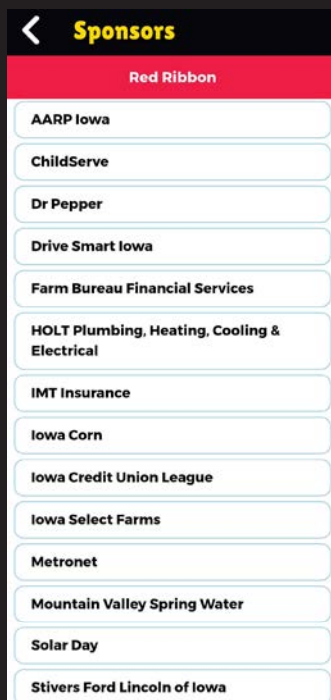 Sponsors
Red Ribbon
AARP Iowa
ChildServe
Dr Pepper
Drive Smart Iowa
Farm Bureau Financial Services
HOLT Plumbing, Heating, Cooling &
Electrical
IMT Insurance
Iowa Corn
Iowa Credit Union League
Iowa Select Farms
Metronet
Mountain Valley Spring Water
Solar Day
Stivers Ford Lincoln of Iowa